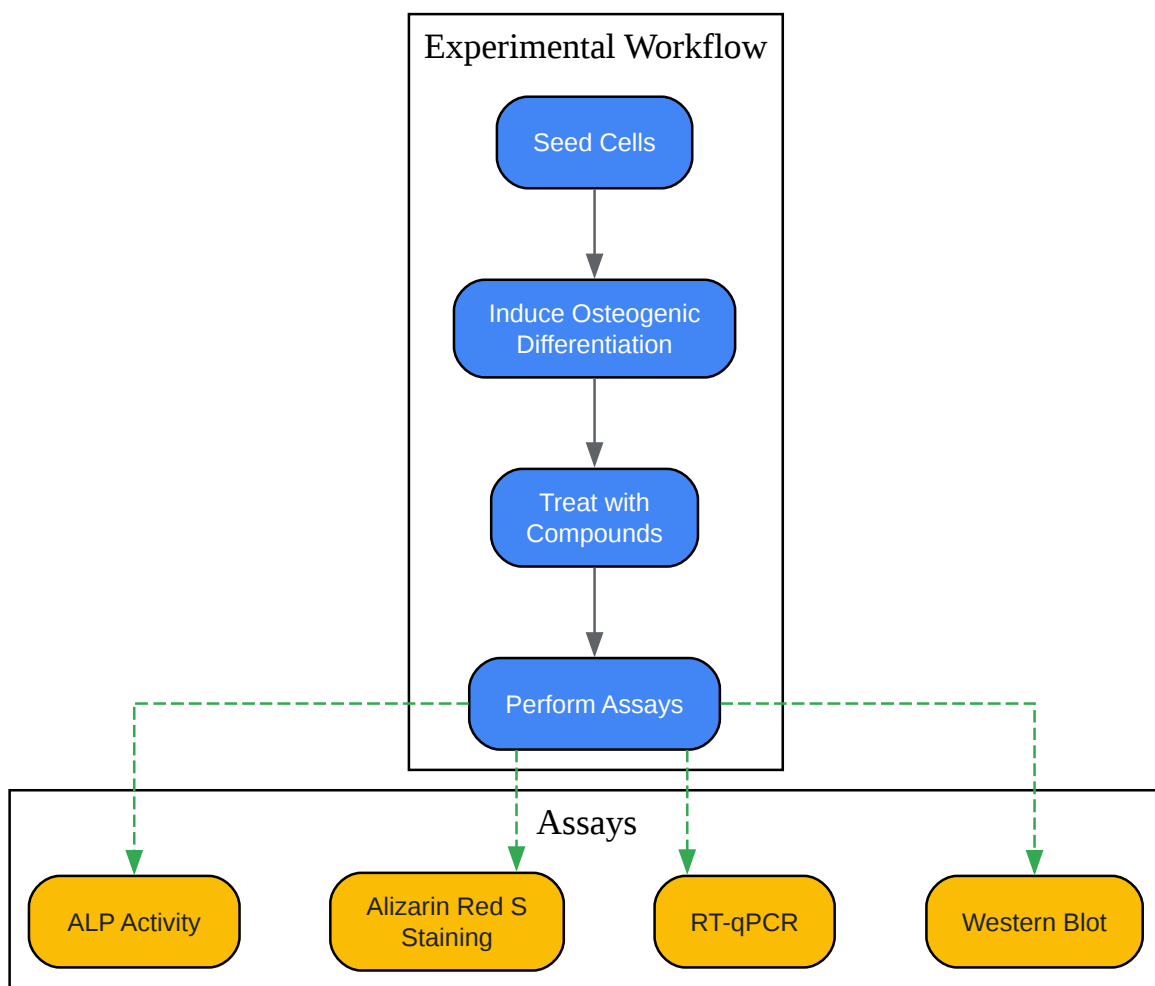 Experimental Workflow
Seed Cells
Induce Osteogenic
Differentiation
Treat with
Compounds
Perform Assays
Assays
ALP Activity
Alizarin Red S
Staining
RT-qPCR
Western Blot